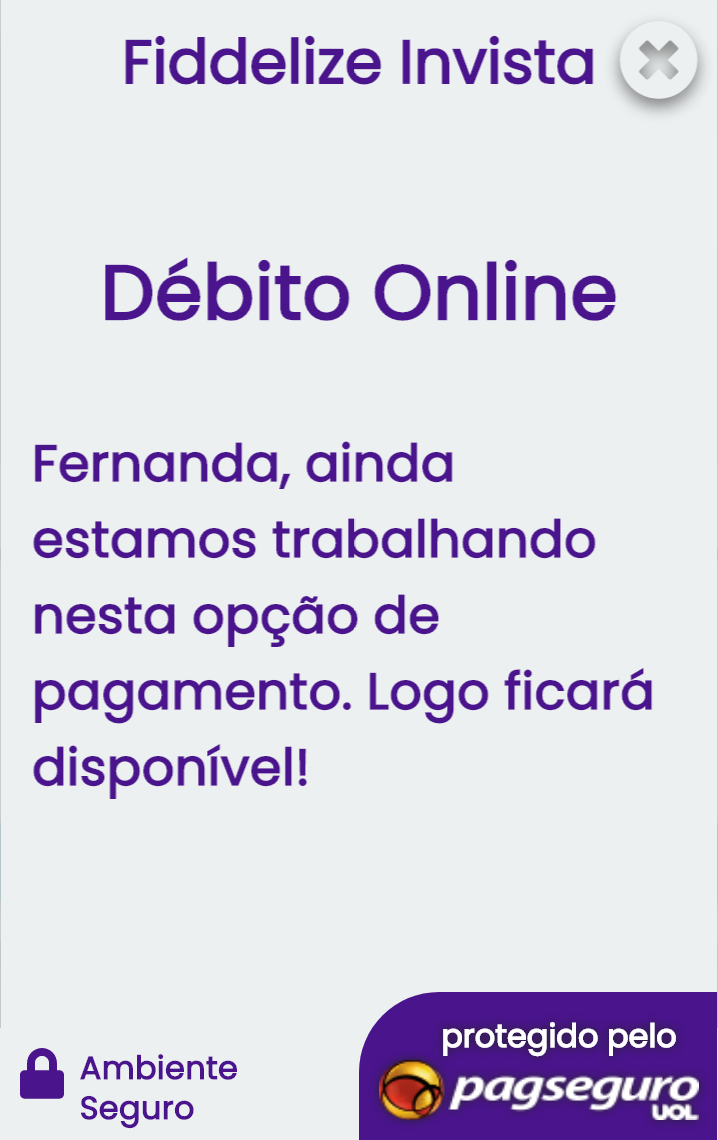 Fiddelize Invista
Débito Online
Fernanda, ainda
estamos trabalhando
nesta opção de
pagamento. Logo ficará
disponível!
Ambiente
Seguro
protegido pelo
pagseguro
UOL